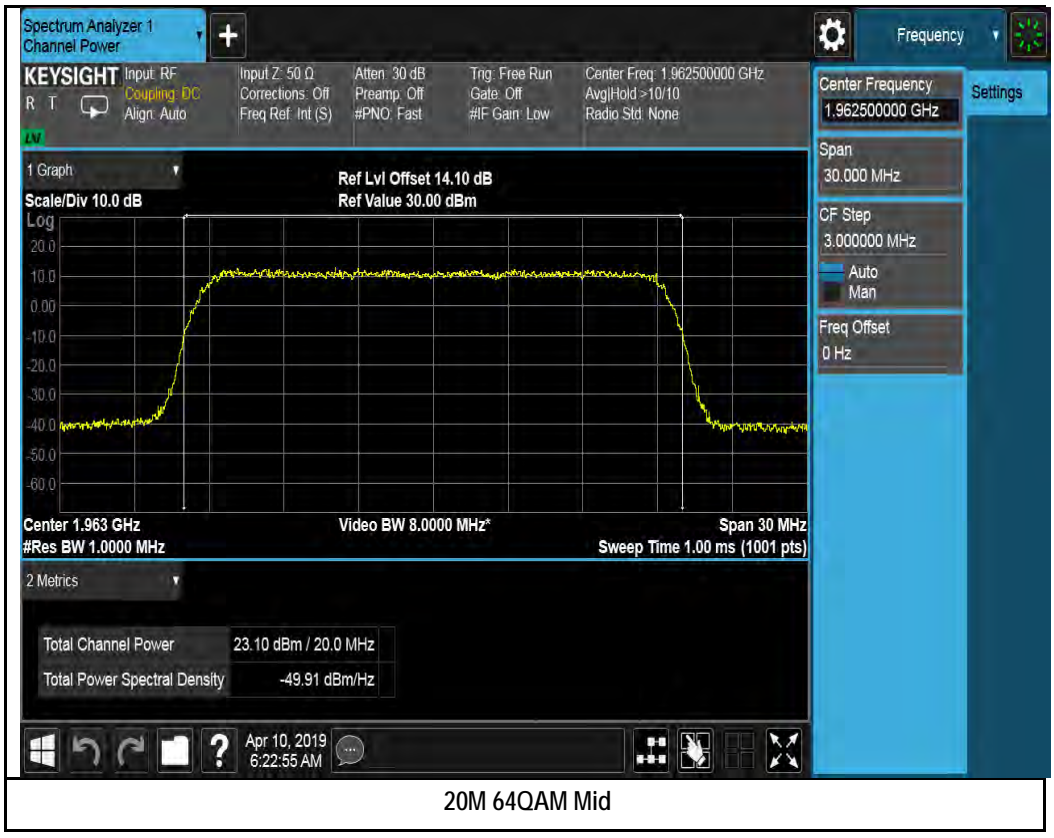 Spectrum Analyzer 1
Channel Power
Frequency
KEYSIGHT
R T
LV
Input: RF
Coupling: DC
Align: Auto
Input Z: 50 Ω
Corrections: Off
Freq Ref: Int (S)
Atten: 30 dB
Preamp: Off
#PNO: Fast
Trig: Free Run
Gate: Off
#IF Gain: Low
Center Freq: 1.962500000 GHz
Avg|Hold >10/10
Radio Std: None
Center Frequency
1.962500000 GHz
Settings
Span
30.000 MHz
CF Step
3.000000 MHz
Auto
Man
Freq Offset
0 Hz
1 Graph
Scale/Div 10.0 dB
Ref Lvl Offset 14.10 dB
Ref Value 30.00 dBm
Log
20.0
10.0
0.00
-10.0
-20.0
-30.0
-40.0
-50.0
-60.0
Center 1.963 GHz
Video BW 8.0000 MHz*
Span 30 MHz
#Res BW 1.0000 MHz
Sweep Time 1.00 ms (1001 pts)
2 Metrics
Total Channel Power 23.10 dBm / 20.0 MHz
Total Power Spectral Density -49.91 dBm/Hz
?
Apr 10, 2019
6:22:55 AM
20M 64QAM Mid